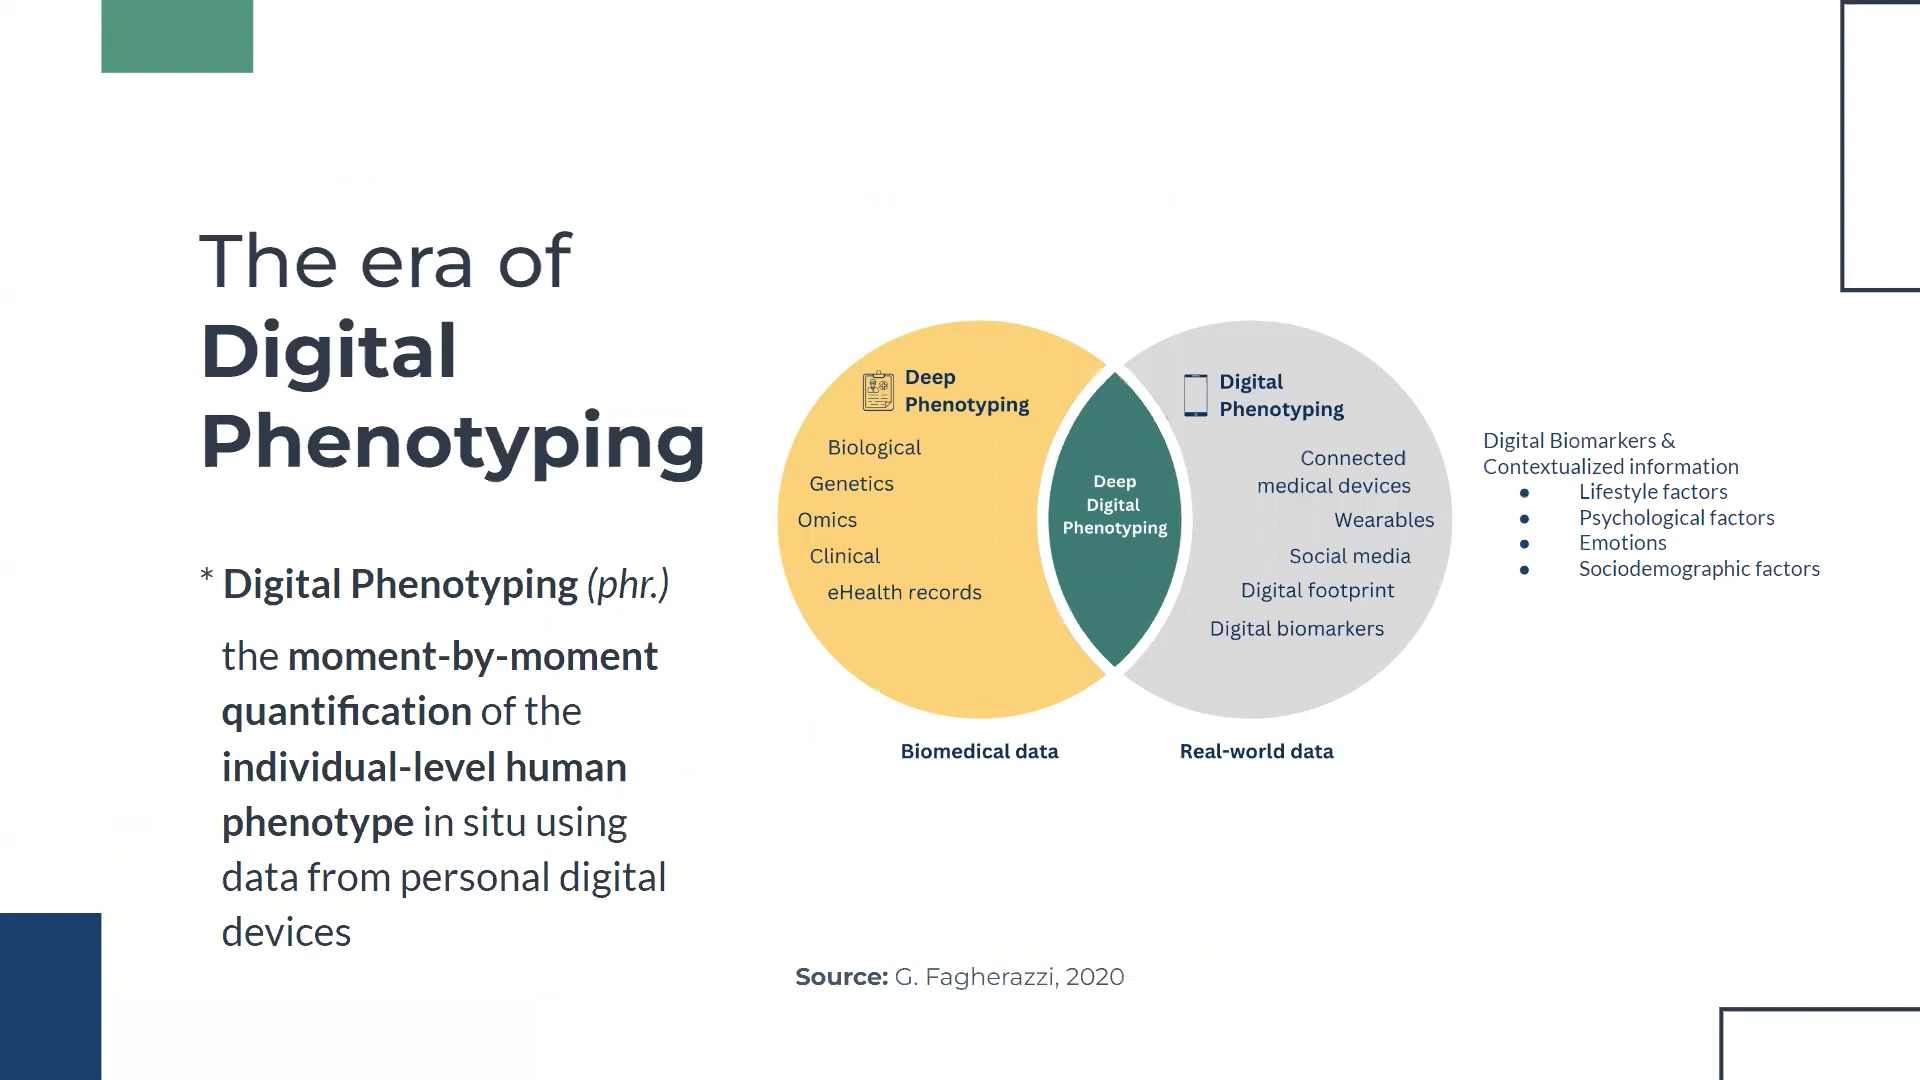 The era of
Digital
Phenotyping
* Digital Phenotyping (phr.)
the moment-by-moment
quantification of the
individual-level human
phenotype in situ using
data from personal digital
devices
Deep
Phenotyping
Biological
Genetics
Omics
Clinical
eHealth records
Deep
Digital
Phenotyping
Digital
Phenotyping
Connected
medical devices
Wearables
Social media
Digital footprint
Digital biomarkers
Biomedical data
Real-world data
Digital Biomarkers &
Contextualized information
● Lifestyle factors
● Psychological factors
● Emotions
● Sociodemographic factors
Source: G. Fagherazzi, 2020